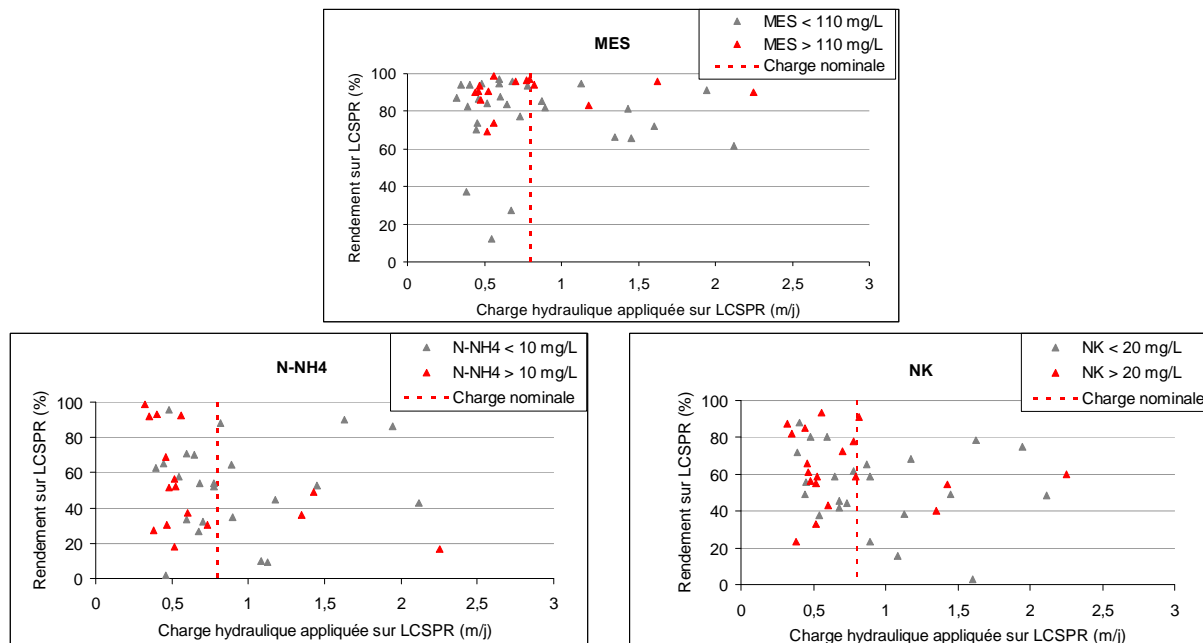 MES
MES < 110 mg/L
MES > 110 mg/L
Charge nominale
Rendement sur LCSPR (%)
100
80
60
40
20
0
0 0,5 1 1,5 2 2,5 3
Charge hydraulique appliquée sur LCSPR (m/j)
N-NH4
N-NH4 < 10 mg/L
N-NH4 > 10 mg/L
Charge nominale
Rendement sur LCSPR (%)
100
80
60
40
20
0
0 0,5 1 1,5 2 2,5 3
Charge hydraulique appliquée sur LCSPR (m/j)
NK
NK < 20 mg/L
NK > 20 mg/L
Charge nominale
Rendement sur LCSPR (%)
100
80
60
40
20
0
0 0,5 1 1,5 2 2,5 3
Charge hydraulique appliquée sur LCSPR (m/j)